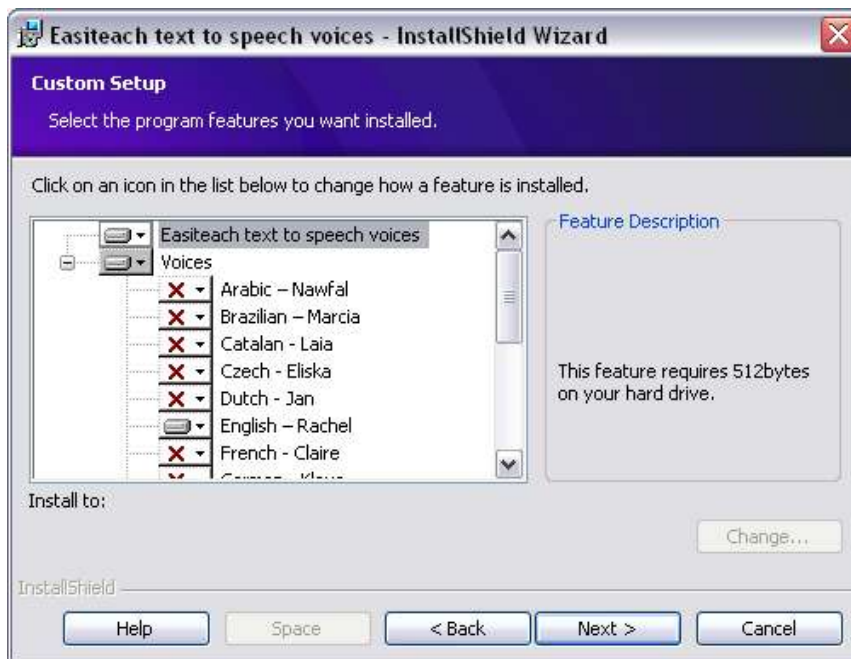 Easiteach text to speech voices - InstallShield Wizard
Custom Setup
Select the program features you want installed.
Click on an icon in the list below to change how a feature is installed.
Easiteach text to speech voices
Voices
Arabic – Nawfal
Brazilian – Marcia
Catalan - Laia
Czech - Eliska
Dutch - Jan
English – Rachel
French - Claire
Feature Description
This feature requires 512bytes
on your hard drive.
Install to:
Change...
InstallShield
Help
Space
< Back
Next >
Cancel